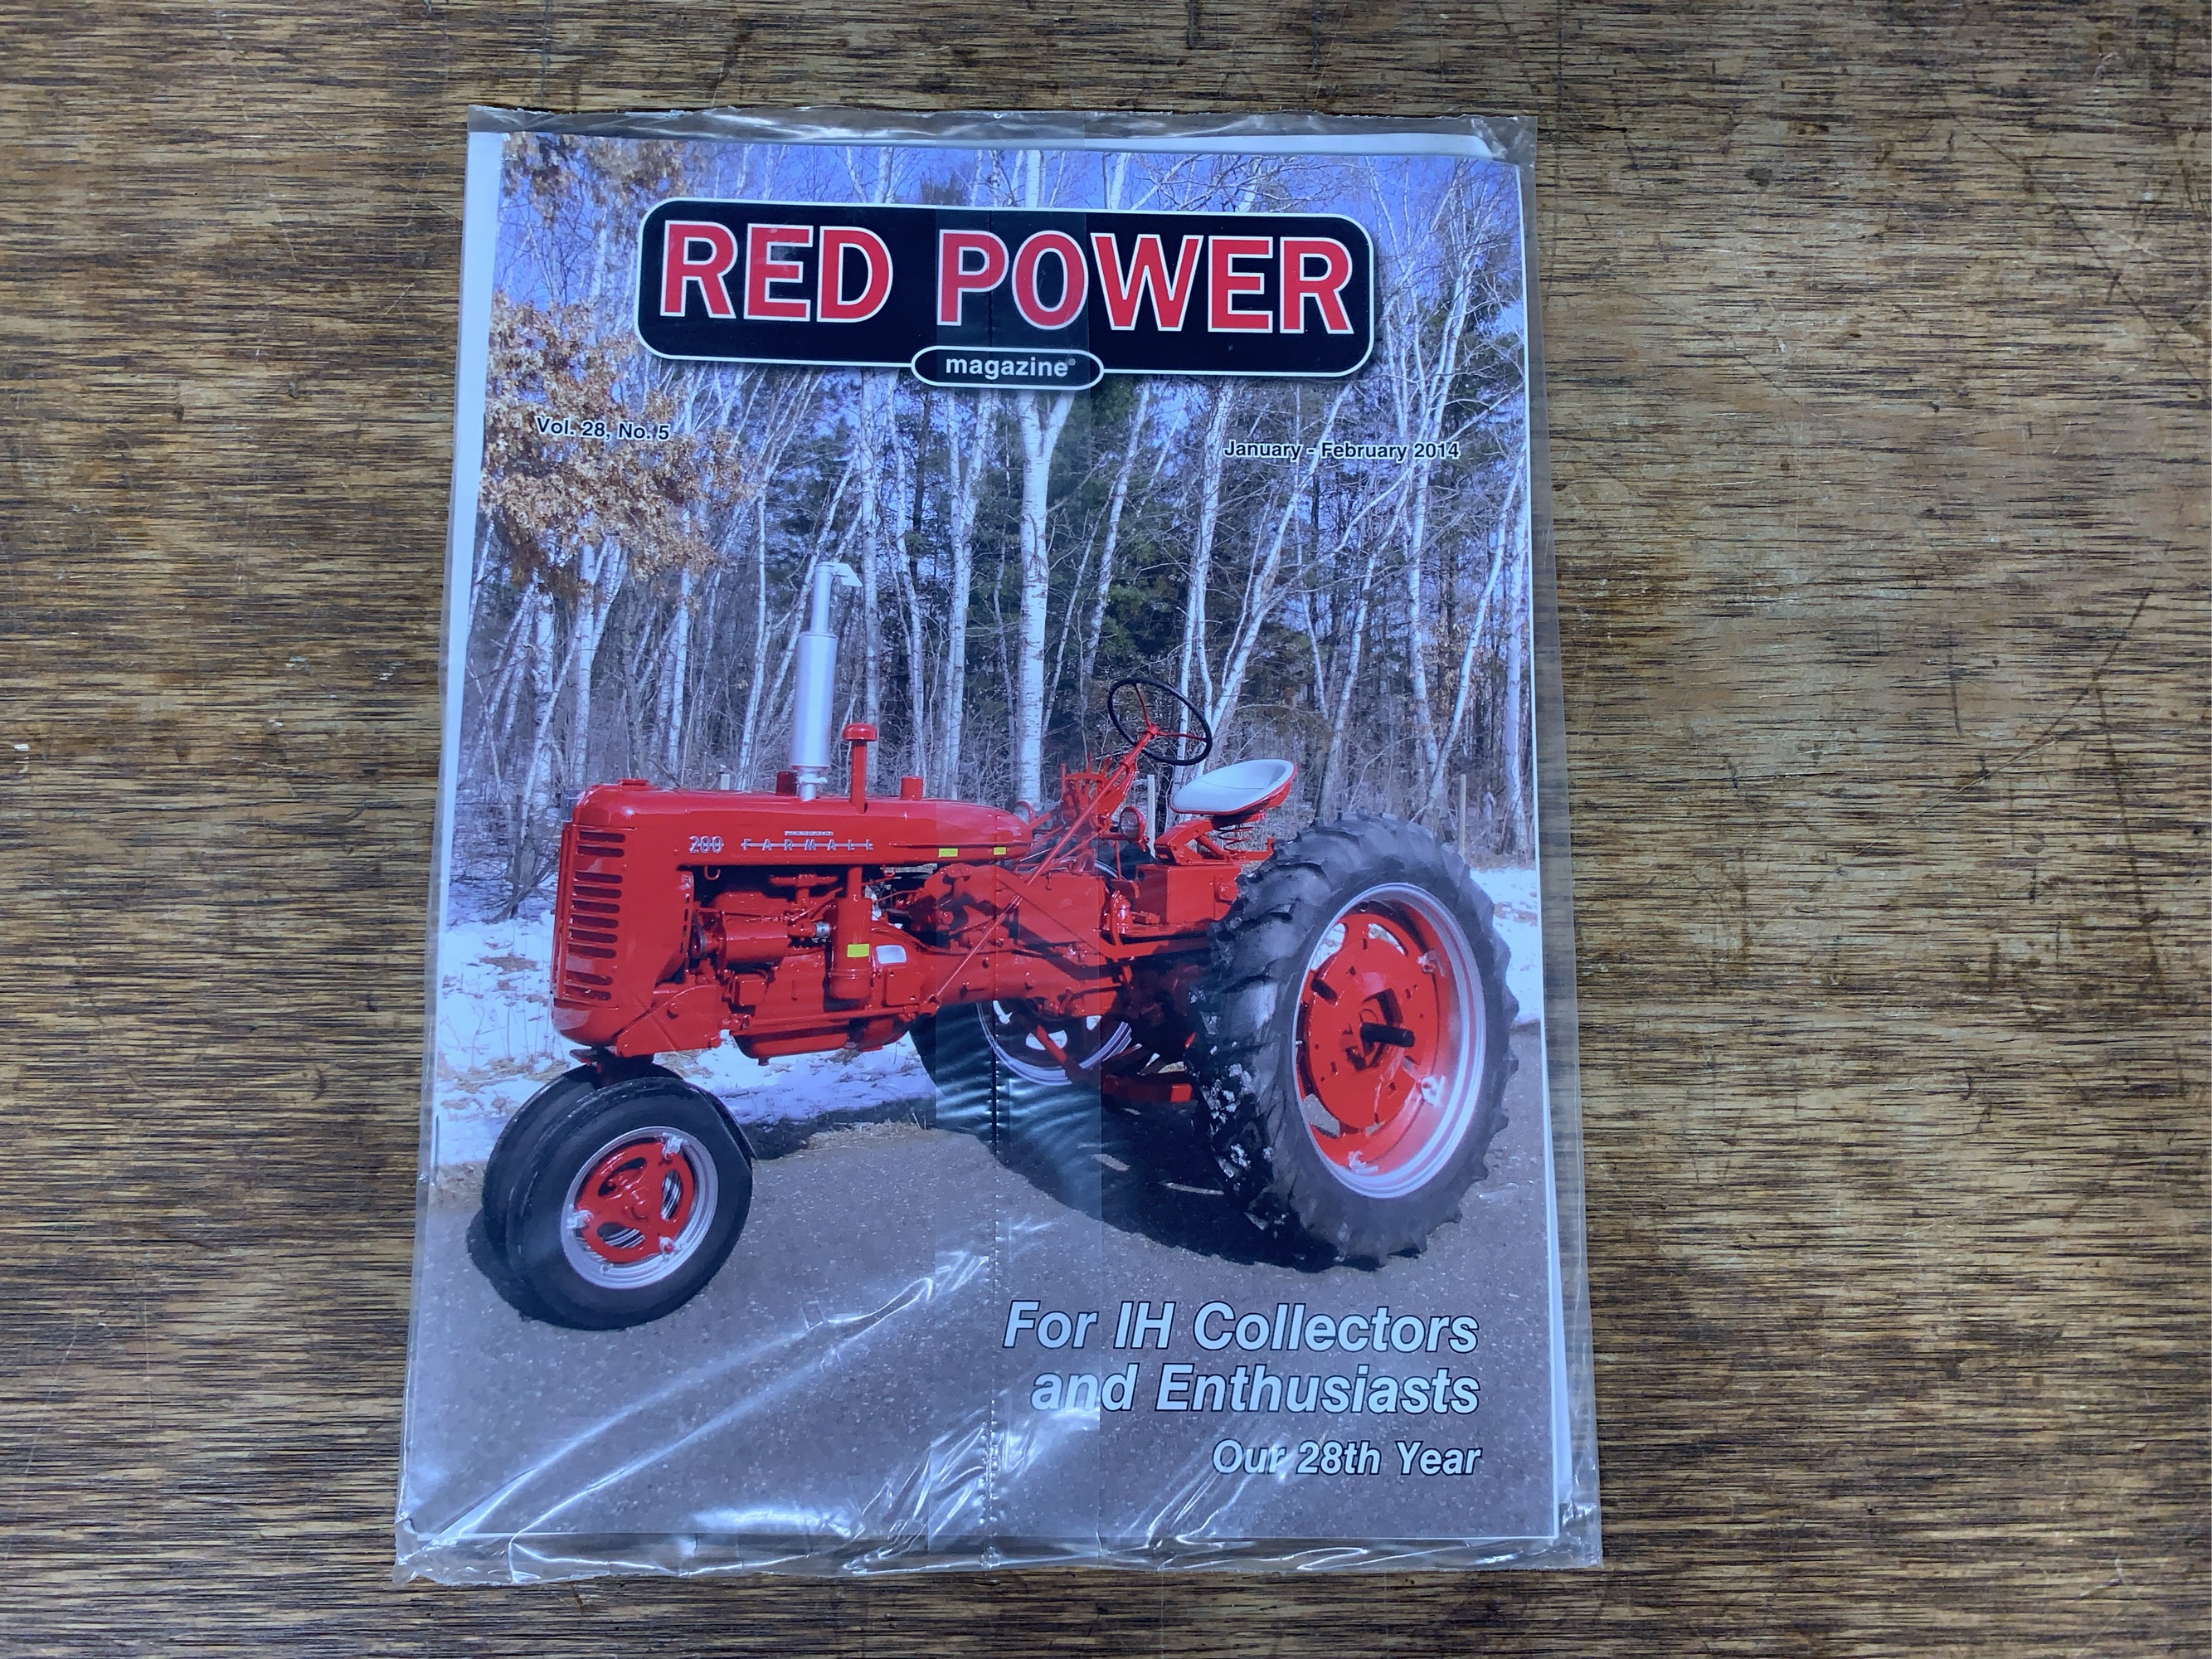 RED POWER
magazine®
Vol. 28, No. 5
January - February 2014
200 FARMALL
For IH Collectors
and Enthusiasts
Our 28th Year